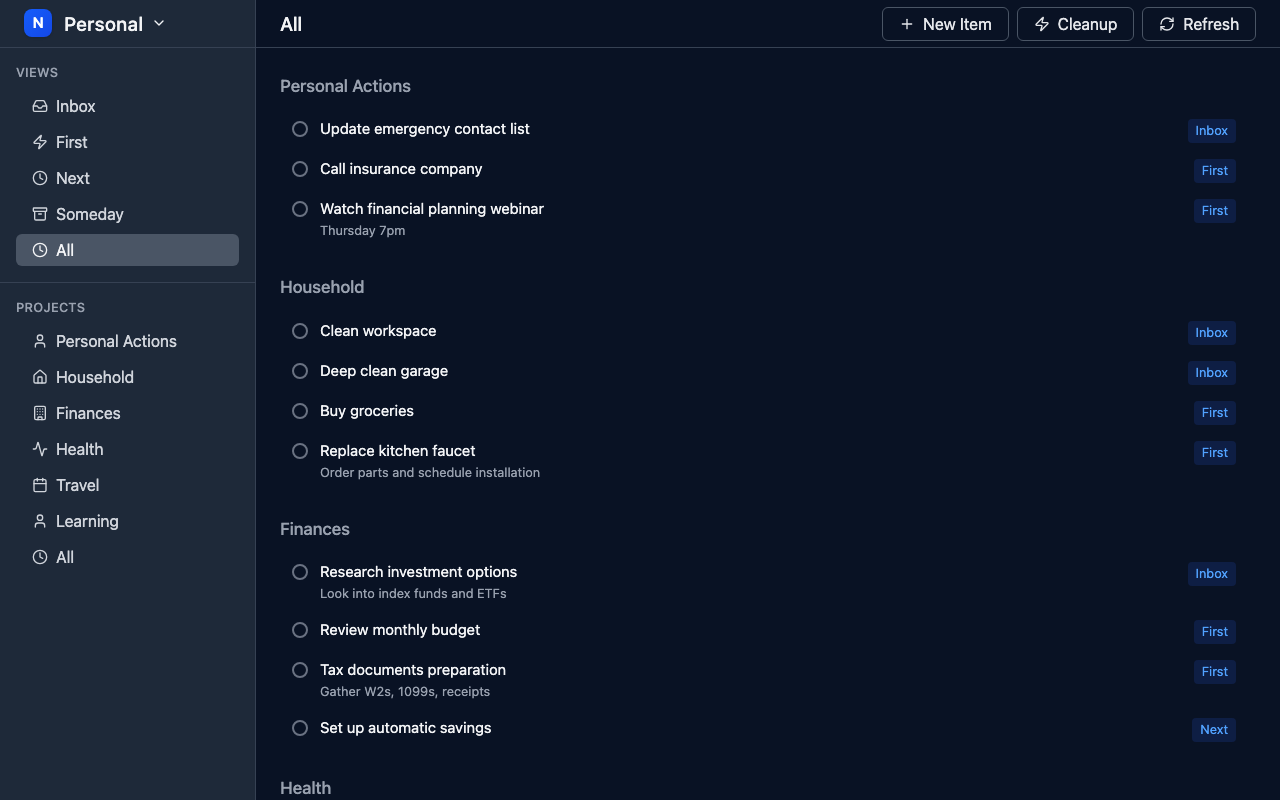 N Personal
VIEWS
Inbox
First
Next
Someday
All
PROJECTS
Personal Actions
Household
Finances
Health
Travel
Learning
All
All
New Item
Cleanup
Refresh
Personal Actions
Update emergency contact list
Inbox
Call insurance company
First
Watch financial planning webinar
First
Thursday 7pm
Household
Clean workspace
Inbox
Deep clean garage
Inbox
Buy groceries
First
Replace kitchen faucet
First
Order parts and schedule installation
Finances
Research investment options
Inbox
Look into index funds and ETFs
Review monthly budget
First
Tax documents preparation
First
Gather W2s, 1099s, receipts
Set up automatic savings
Next
Health